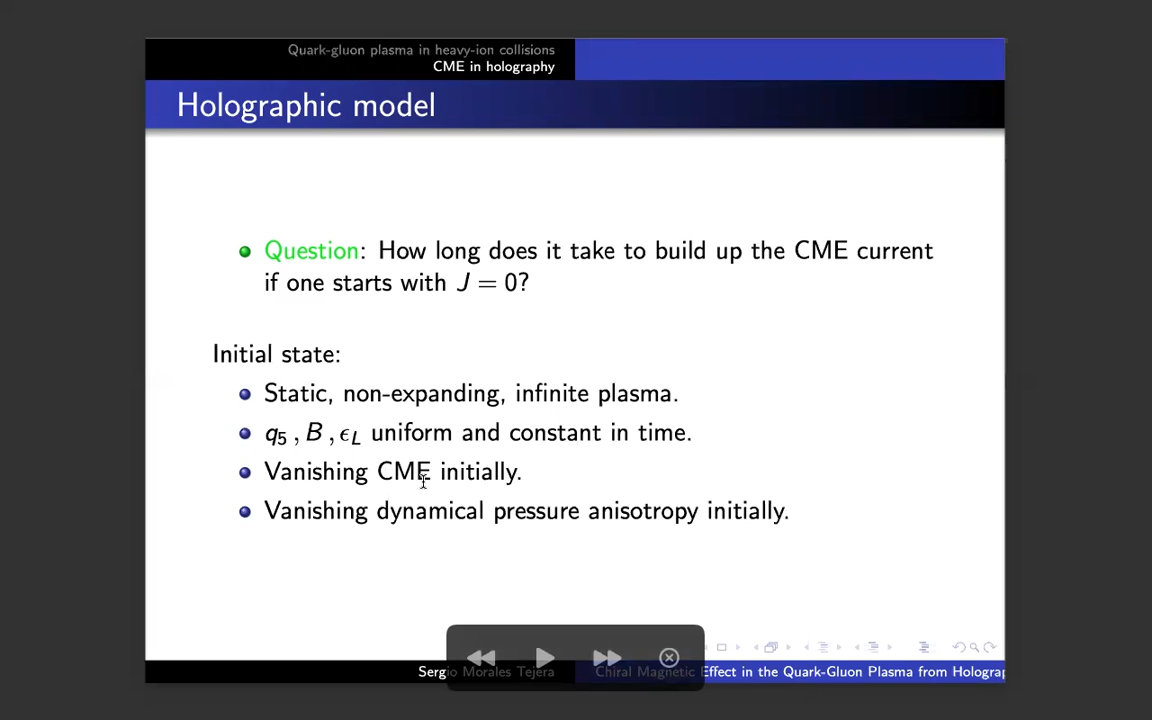 Quark-gluon plasma in heavy-ion collisions
CME in holography
Holographic model
Question: How long does it take to build up the CME current
if one starts with J = 0?
Initial state:
Static, non-expanding, infinite plasma.
q₅ , B , ϵ_L uniform and constant in time.
Vanishing CME initially.
Vanishing dynamical pressure anisotropy initially.
Sergio Morales Tejera
Chiral Magnetic Effect in the Quark-Gluon Plasma from Hologra